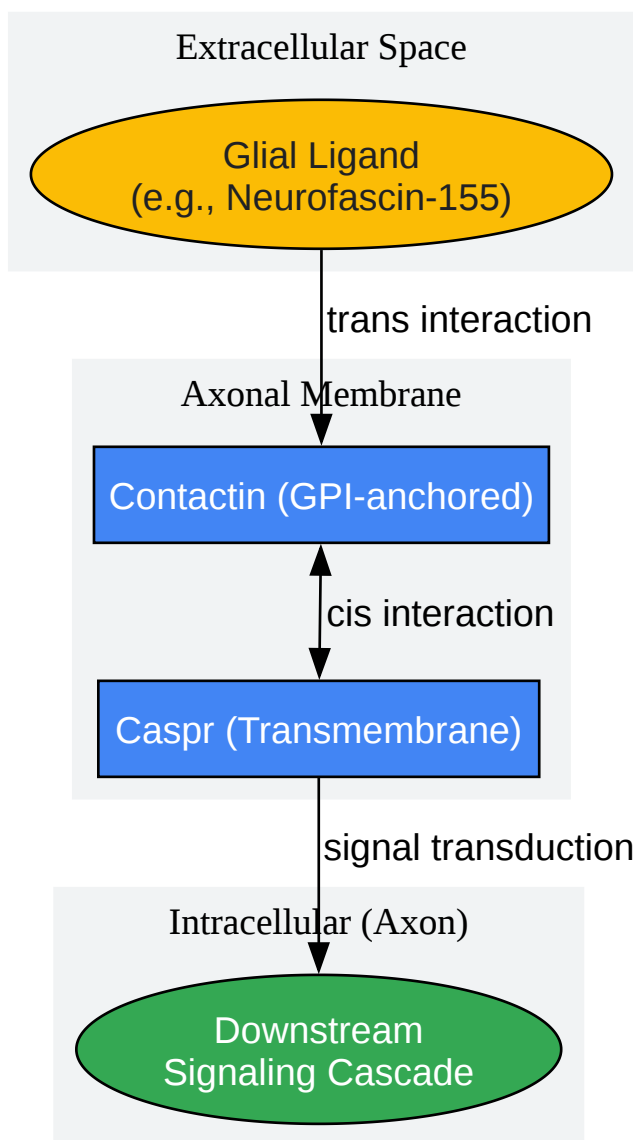 Extracellular Space
Glial Ligand
(e.g., Neurofascin-155)
trans interaction
Axonal Membrane
Contactin (GPI-anchored)
cis interaction
Caspr (Transmembrane)
signal transduction
Intracellular (Axon)
Downstream
Signaling Cascade